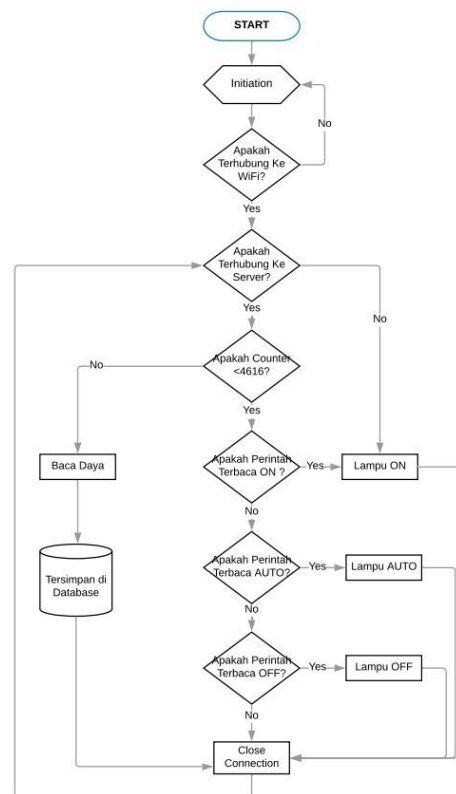 START
Initiation
No
Apakah
Terhubung Ke
WiFi?
Yes
Apakah
Terhubung Ke
Server?
No
Yes
Apakah Counter
<4616?
No
Yes
Baca Daya
Apakah Perintah
Terbaca ON ?
Yes
Lampu ON
No
Tersimpan di
Database
Apakah Perintah
Terbaca AUTO?
Yes
Lampu AUTO
No
Apakah Perintah
Terbaca OFF?
Yes
Lampu OFF
No
Close
Connection